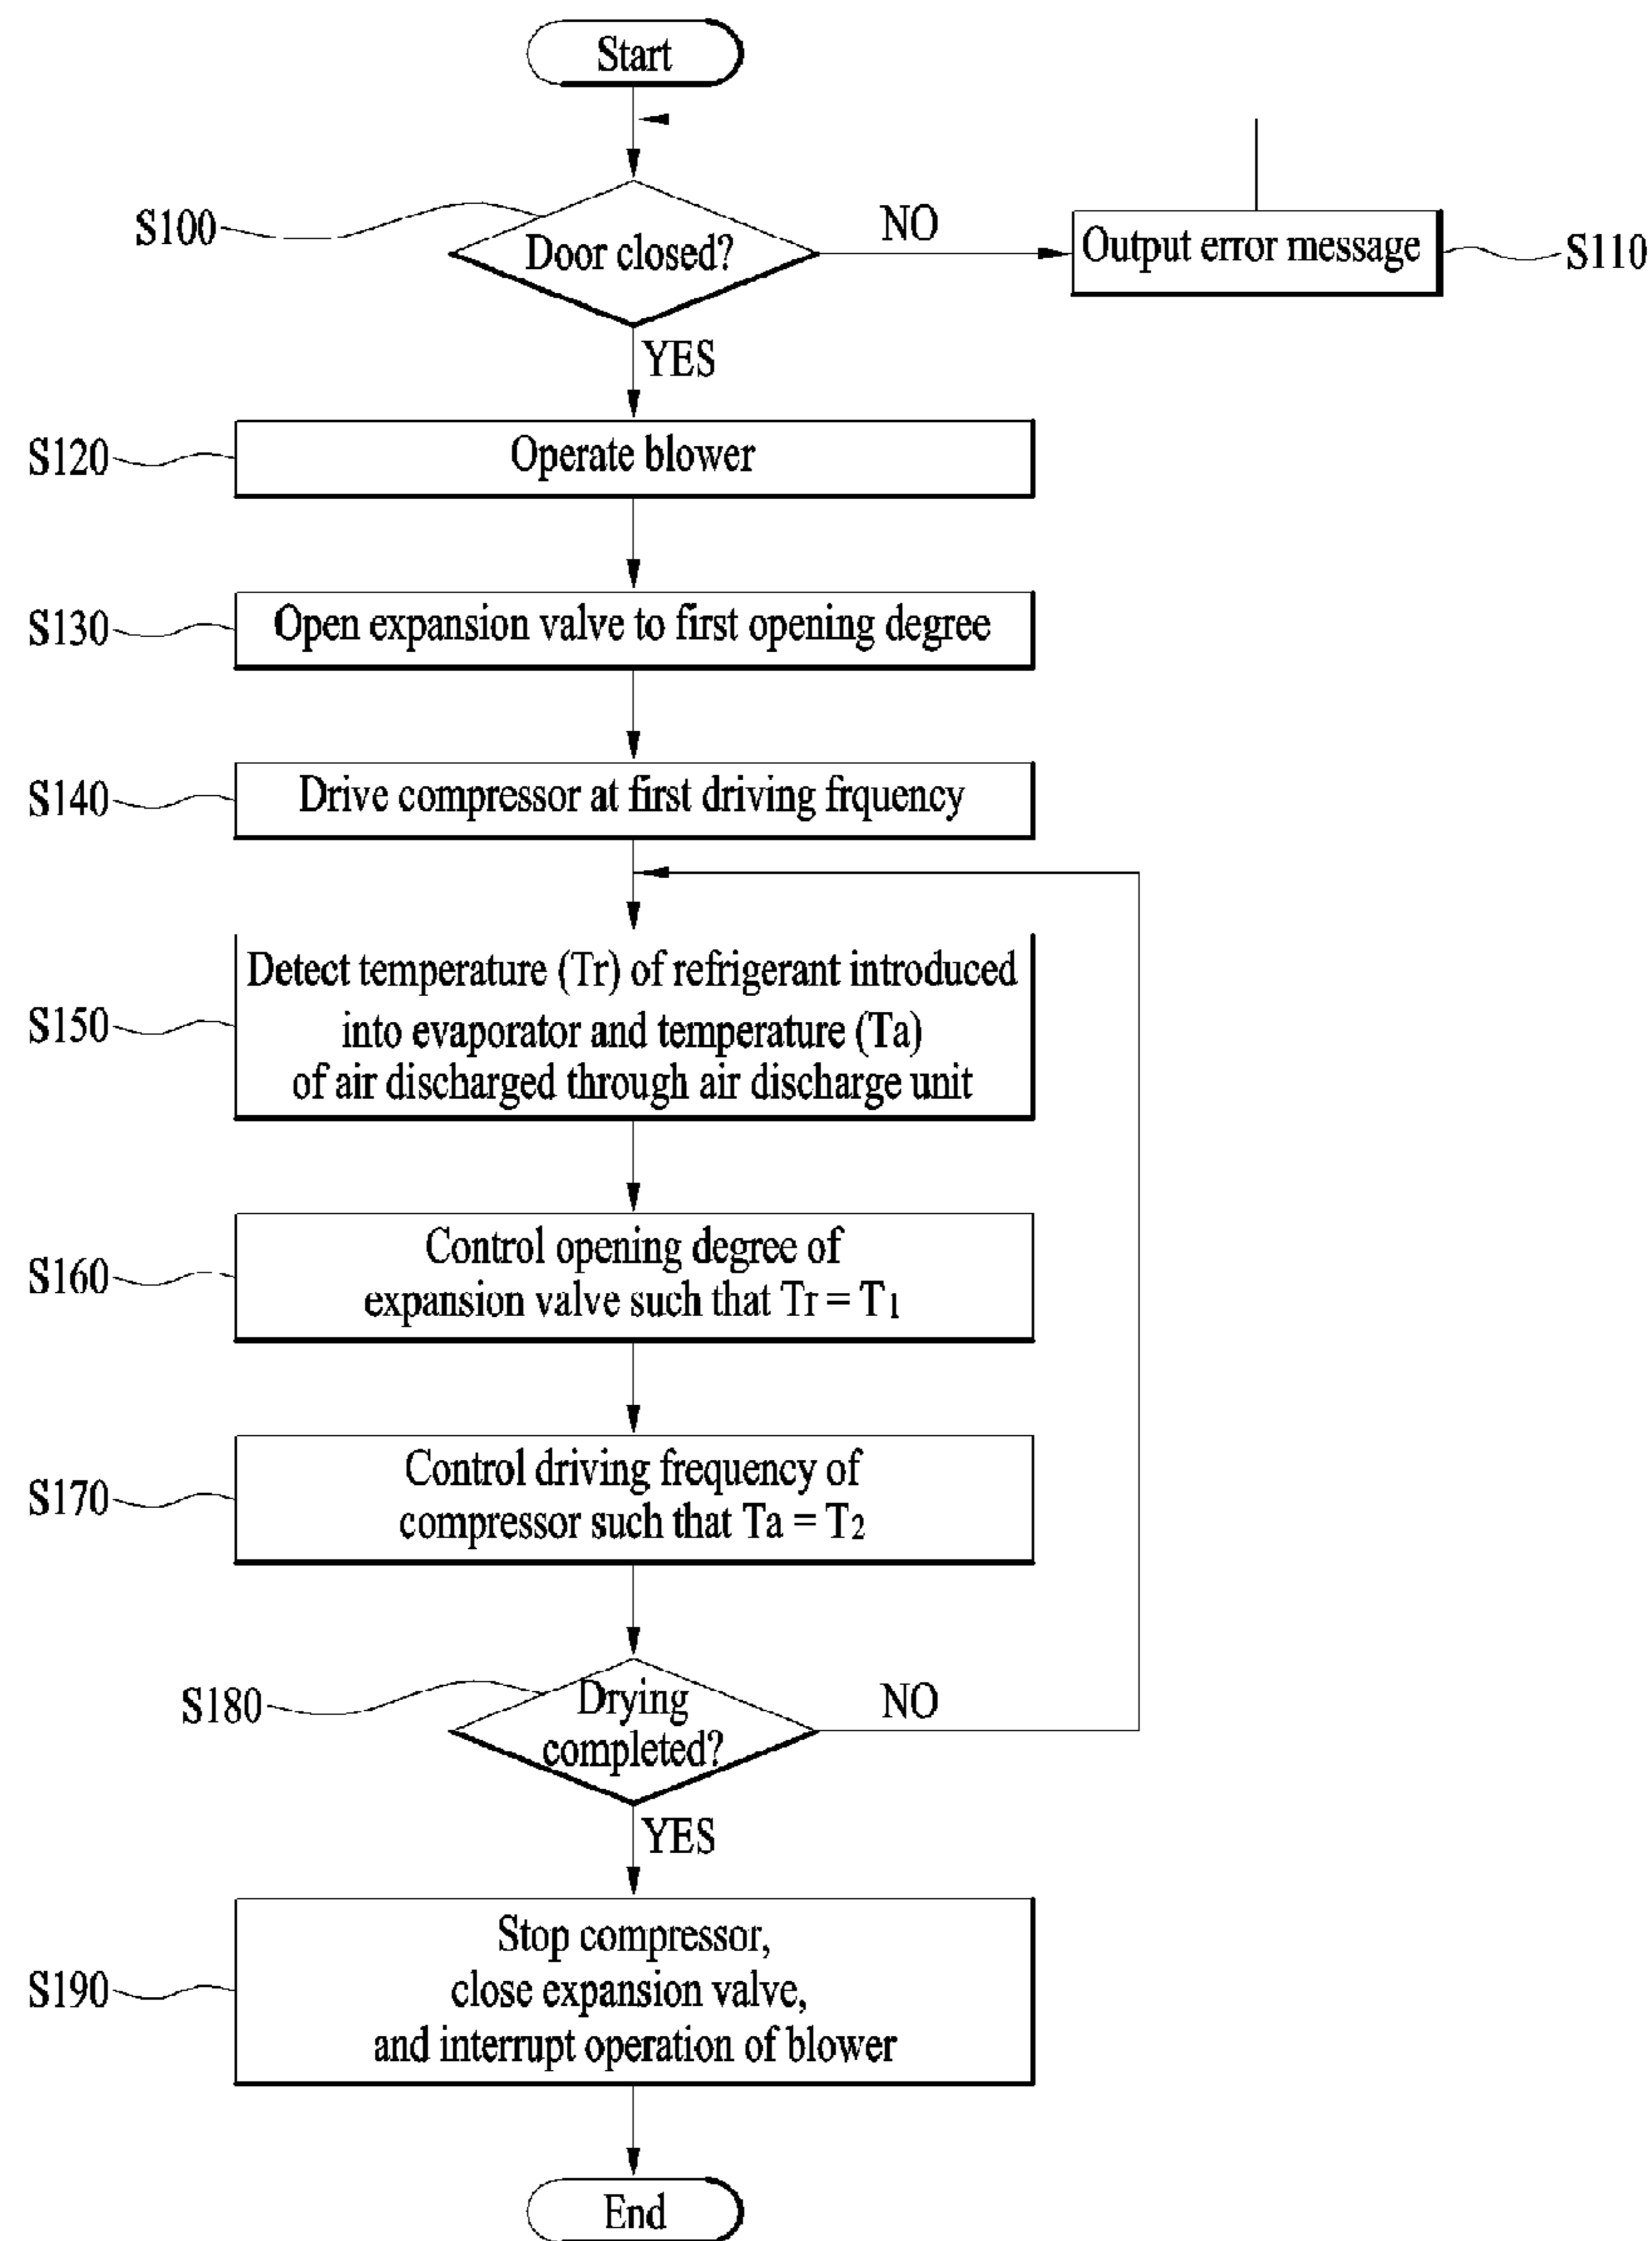 Start
S100
Door closed?
NO
Output error message
S110
YES
S120
Operate blower
S130
Open expansion valve to first opening degree
S140
Drive compressor at first driving frquency
S150
Detect temperature (Tr) of refrigerant introduced
into evaporator and temperature (Ta)
of air discharged through air discharge unit
S160
Control opening degree of
expansion valve such that Tr = T1
S170
Control driving frequency of
compressor such that Ta = T2
S180
Drying
completed?
NO
YES
S190
Stop compressor,
close expansion valve,
and interrupt operation of blower
End